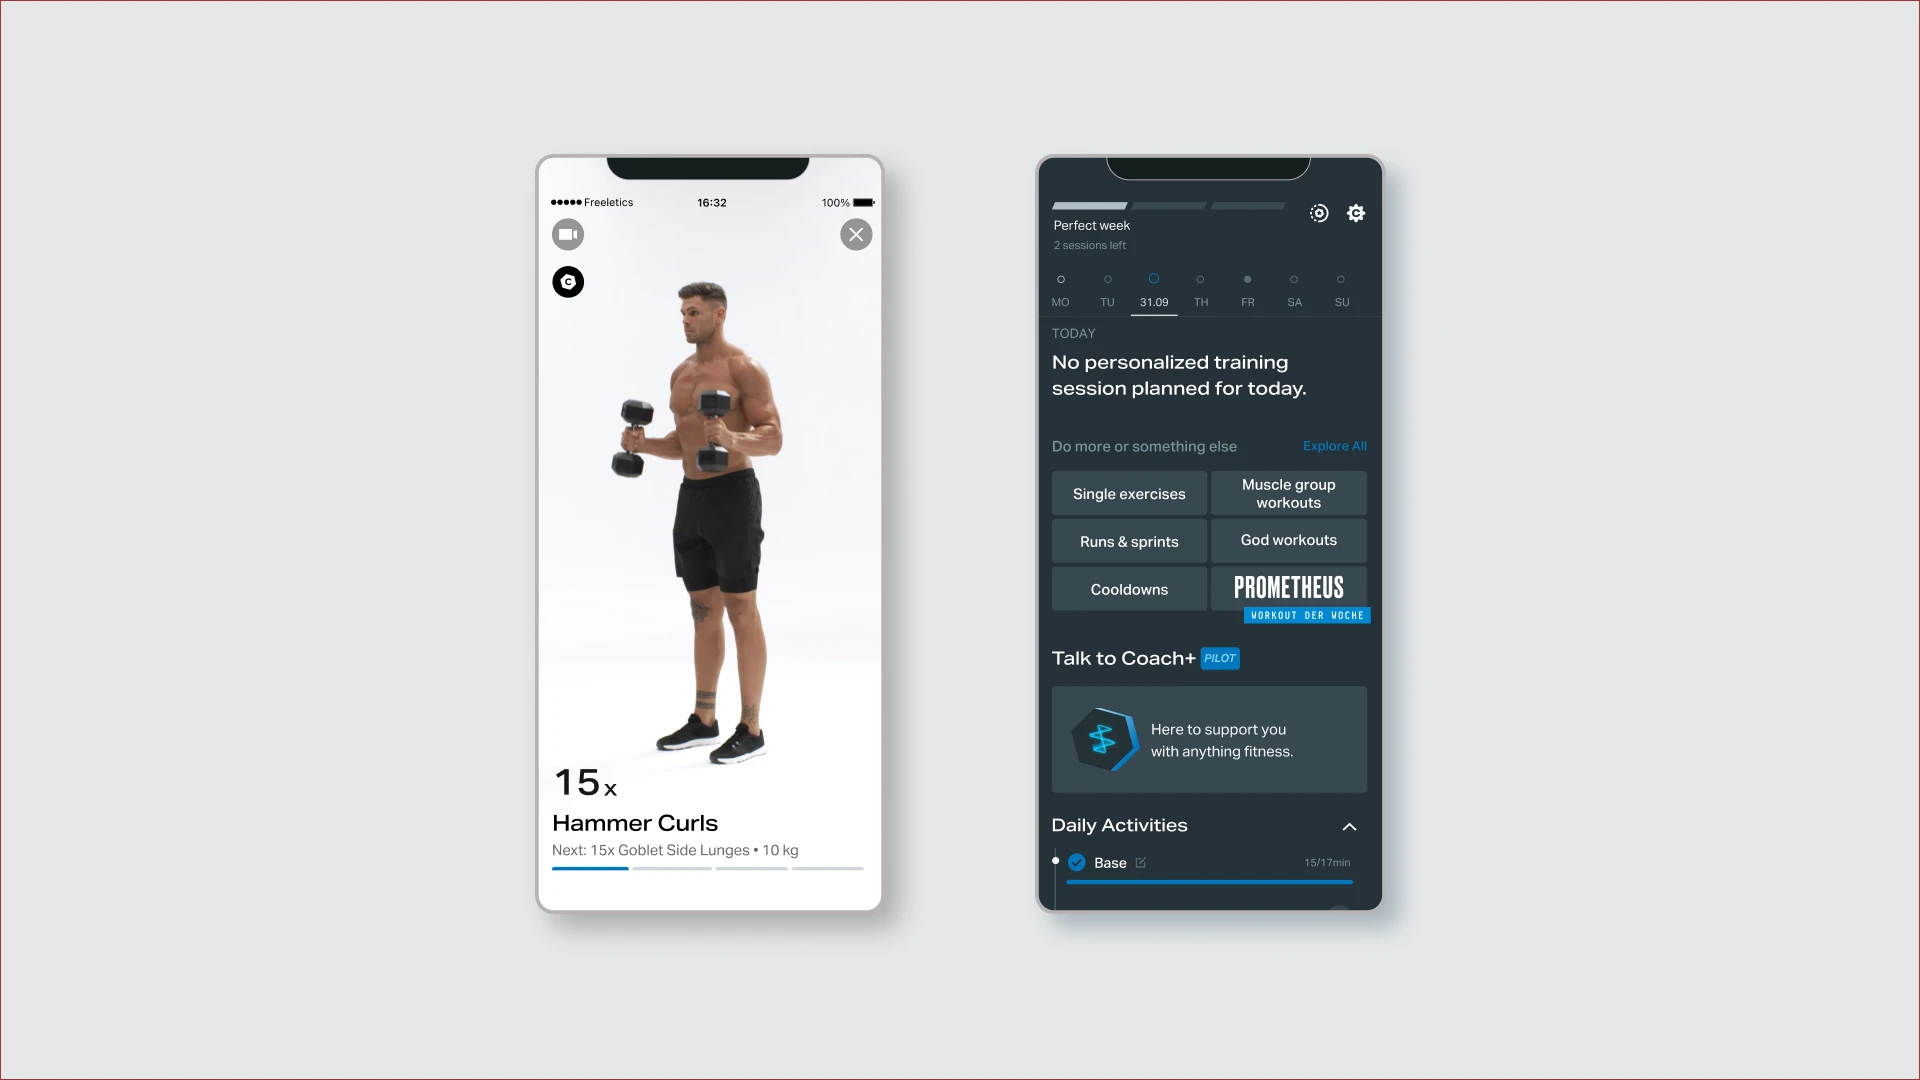 Freeletics
16:32
100%
C
15x
Hammer Curls
Next: 15x Goblet Side Lunges • 10 kg
Perfect week
2 sessions left
C
MO TU 31.09 TH FR SA SU
TODAY
No personalized training
session planned for today.
Do more or something else
Explore All
Single exercises
Muscle group
workouts
Runs & sprints
God workouts
Cooldowns
PROMETHEUS
WORKOUT DER WOCHE
Talk to Coach+ PILOT
Here to support you
with anything fitness.
Daily Activities
Base
15/17min